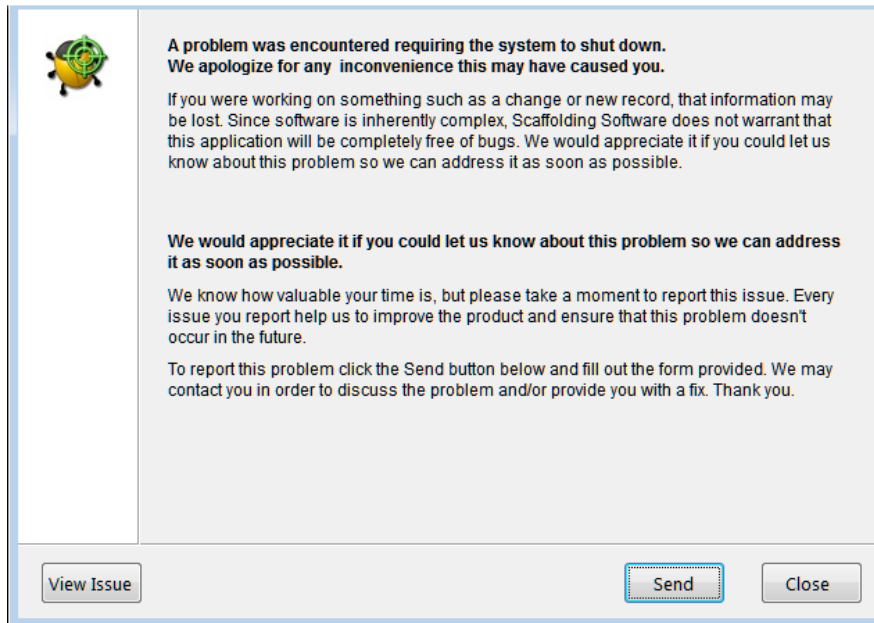 A problem was encountered requiring the system to shut down.
We apologize for any inconvenience this may have caused you.
If you were working on something such as a change or new record, that information may
be lost. Since software is inherently complex, Scaffolding Software does not warrant that
this application will be completely free of bugs. We would appreciate it if you could let us
know about this problem so we can address it as soon as possible.
We would appreciate it if you could let us know about this problem so we can address
it as soon as possible.
We know how valuable your time is, but please take a moment to report this issue. Every
issue you report help us to improve the product and ensure that this problem doesn't
occur in the future.
To report this problem click the Send button below and fill out the form provided. We may
contact you in order to discuss the problem and/or provide you with a fix. Thank you.
View Issue
Send
Close